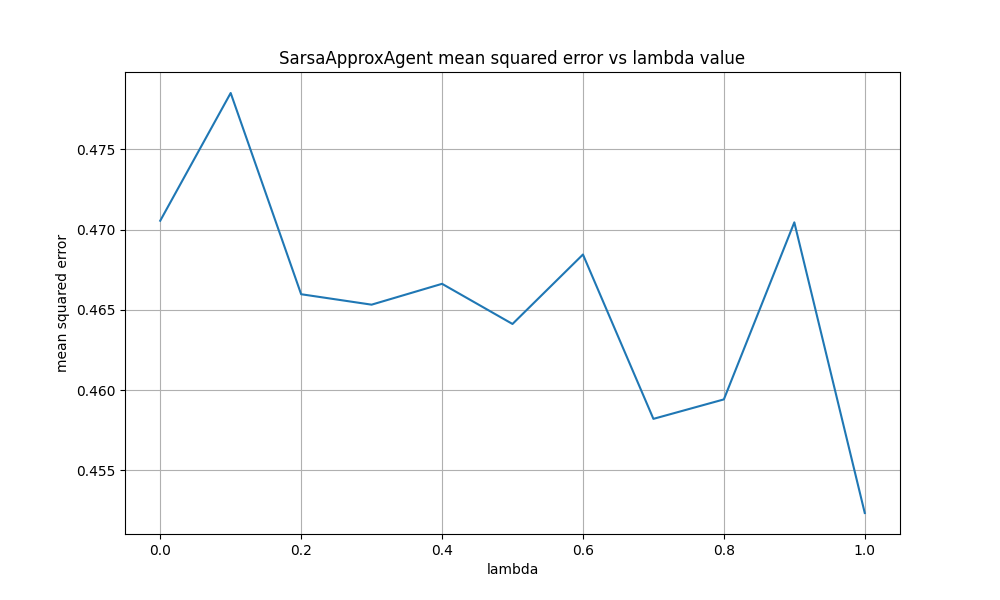 SarsaApproxAgent mean squared error vs lambda value
mean squared error
0.475
0.470
0.465
0.460
0.455
0.0 0.2 0.4 0.6 0.8 1.0
lambda